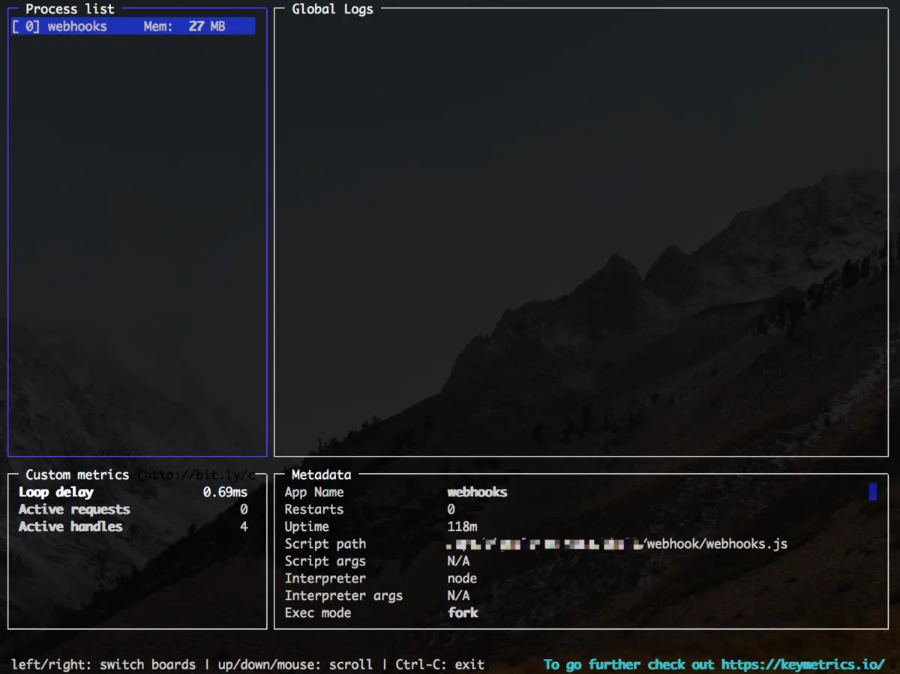 Process list
[ 0] webhooks Mem: 27 MB
Global Logs
Custom metrics (http://bit.ly/c
Loop delay 0.69ms
Active requests 0
Active handles 4
Metadata
App Name webhooks
Restarts 0
Uptime 118m
Script path /webhook/webhooks.js
Script args N/A
Interpreter node
Interpreter args N/A
Exec mode fork
left/right: switch boards | up/down/mouse: scroll | Ctrl-C: exit
To go further check out https://keymetrics.io/